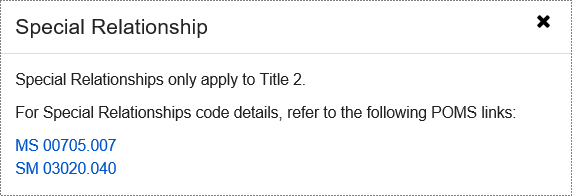 Special Relationship
Special Relationships only apply to Title 2.
For Special Relationships code details, refer to the following POMS links:
MS 00705.007
SM 03020.040